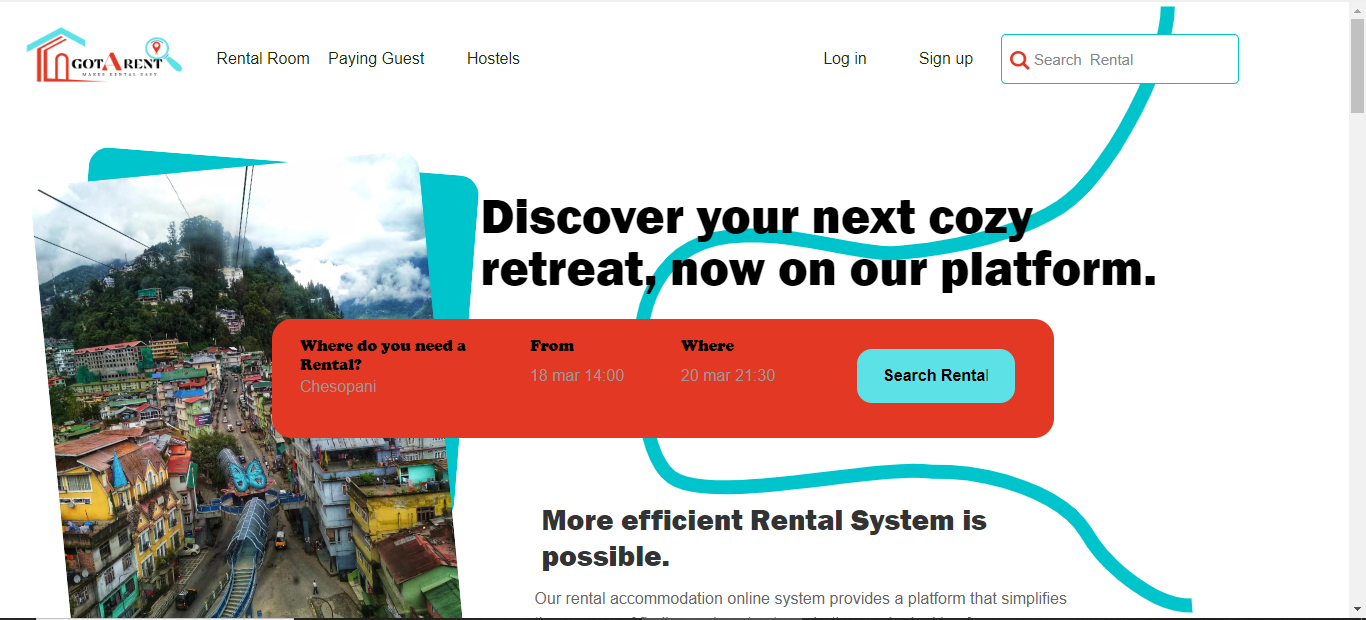 GOTARENT
MAKES RENTAL EASY
Rental Room Paying Guest Hostels Log in Sign up Search Rental
Discover your next cozy
retreat, now on our platform.
Where do you need a
Rental?
Chesopani
From
18 mar 14:00
Where
20 mar 21:30
Search Rental
More efficient Rental System is
possible.
Our rental accommodation online system provides a platform that simplifies